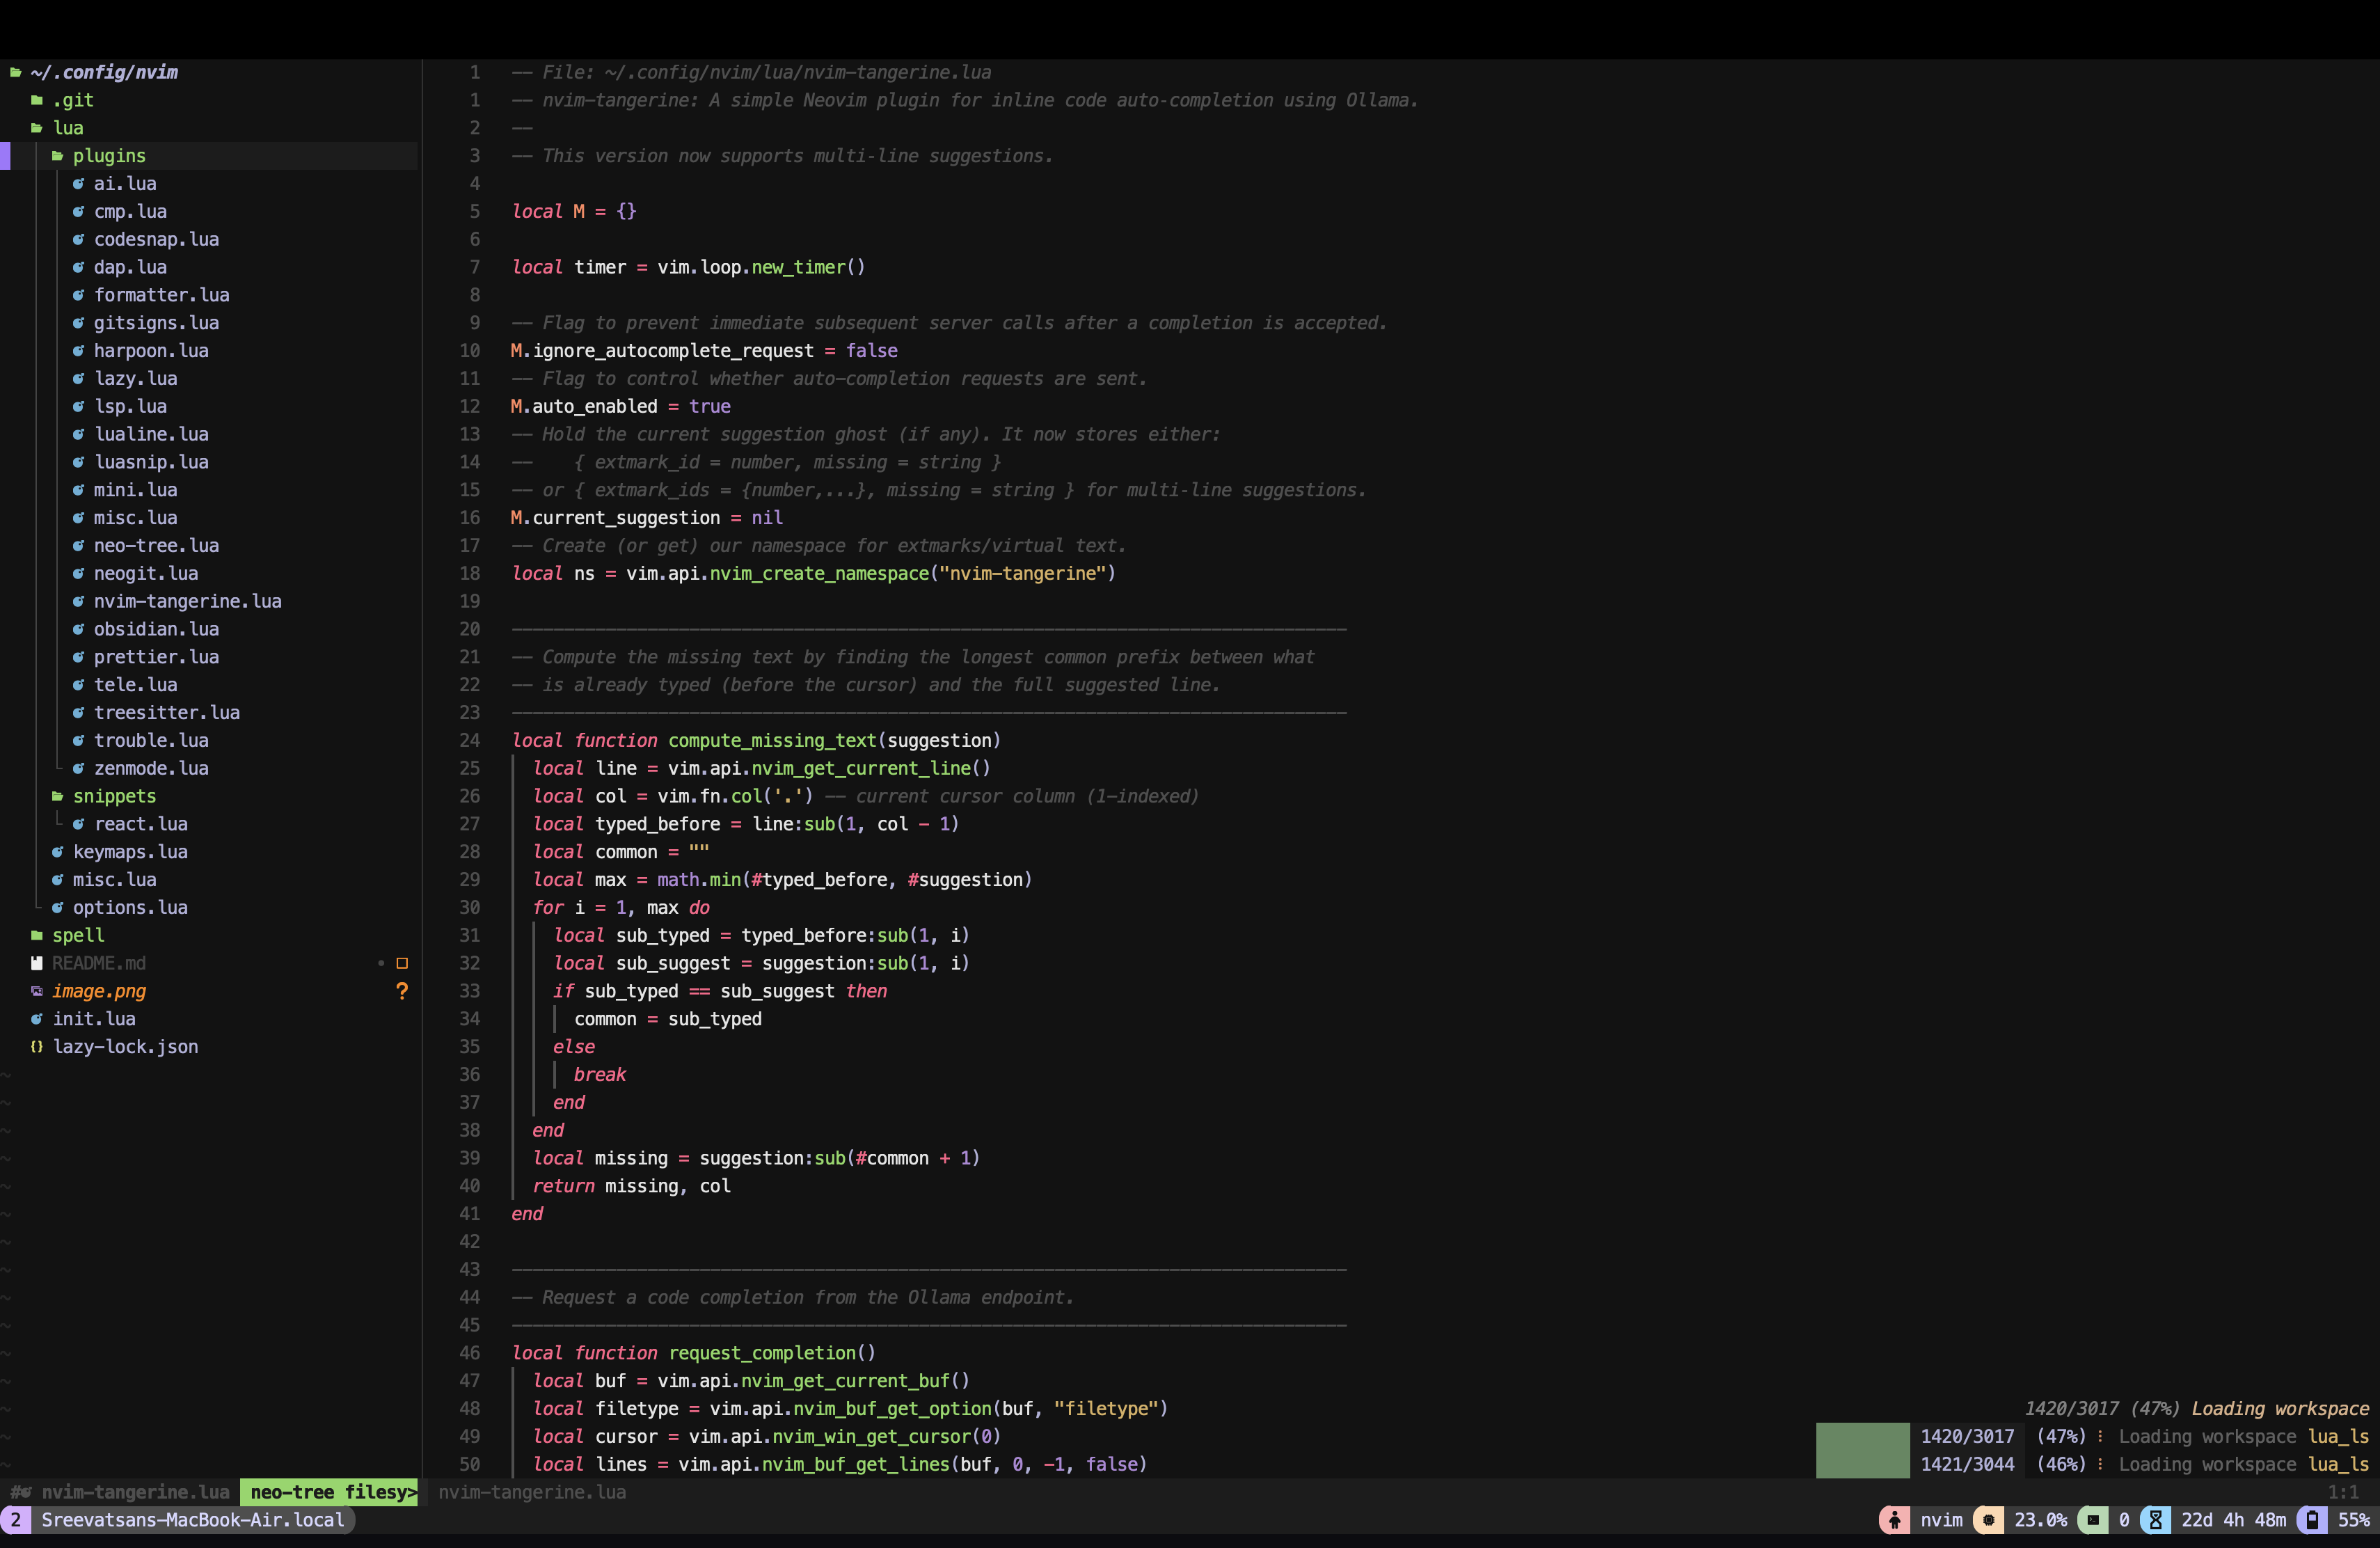 ~/.config/nvim
.git
lua
plugins
ai.lua
cmp.lua
codesnap.lua
dap.lua
formatter.lua
gitsigns.lua
harpoon.lua
lazy.lua
lsp.lua
lualine.lua
luasnip.lua
mini.lua
misc.lua
neo-tree.lua
neogit.lua
nvim-tangerine.lua
obsidian.lua
prettier.lua
tele.lua
treesitter.lua
trouble.lua
zenmode.lua
snippets
react.lua
keymaps.lua
misc.lua
options.lua
spell
README.md
image.png ?
init.lua
{} lazy-lock.json
1 -- File: ~/.config/nvim/lua/nvim-tangerine.lua
1 -- nvim-tangerine: A simple Neovim plugin for inline code auto-completion using Ollama.
2 --
3 -- This version now supports multi-line suggestions.
4
5 local M = {}
6
7 local timer = vim.loop.new_timer()
8
9 -- Flag to prevent immediate subsequent server calls after a completion is accepted.
10 M.ignore_autocomplete_request = false
11 -- Flag to control whether auto-completion requests are sent.
12 M.auto_enabled = true
13 -- Hold the current suggestion ghost (if any). It now stores either:
14 --    { extmark_id = number, missing = string }
15 -- or { extmark_ids = {number,...}, missing = string } for multi-line suggestions.
16 M.current_suggestion = nil
17 -- Create (or get) our namespace for extmarks/virtual text.
18 local ns = vim.api.nvim_create_namespace("nvim-tangerine")
19
20 --------------------------------------------------------------------------------
21 -- Compute the missing text by finding the longest common prefix between what
22 -- is already typed (before the cursor) and the full suggested line.
23 --------------------------------------------------------------------------------
24 local function compute_missing_text(suggestion)
25   local line = vim.api.nvim_get_current_line()
26   local col = vim.fn.col('.') -- current cursor column (1-indexed)
27   local typed_before = line:sub(1, col - 1)
28   local common = ""
29   local max = math.min(#typed_before, #suggestion)
30   for i = 1, max do
31     local sub_typed = typed_before:sub(1, i)
32     local sub_suggest = suggestion:sub(1, i)
33     if sub_typed == sub_suggest then
34       common = sub_typed
35     else
36       break
37     end
38   end
39   local missing = suggestion:sub(#common + 1)
40   return missing, col
41 end
42
43 --------------------------------------------------------------------------------
44 -- Request a code completion from the Ollama endpoint.
45 --------------------------------------------------------------------------------
46 local function request_completion()
47   local buf = vim.api.nvim_get_current_buf()
48   local filetype = vim.api.nvim_buf_get_option(buf, "filetype")
49   local cursor = vim.api.nvim_win_get_cursor(0)
50   local lines = vim.api.nvim_buf_get_lines(buf, 0, -1, false)
1420/3017 (47%) Loading workspace
1420/3017 (47%) Loading workspace lua_ls
1421/3044 (46%) Loading workspace lua_ls
# nvim-tangerine.lua neo-tree filesy> nvim-tangerine.lua 1:1
2 Sreevatsans-MacBook-Air.local nvim 23.0% 0 22d 4h 48m 55%